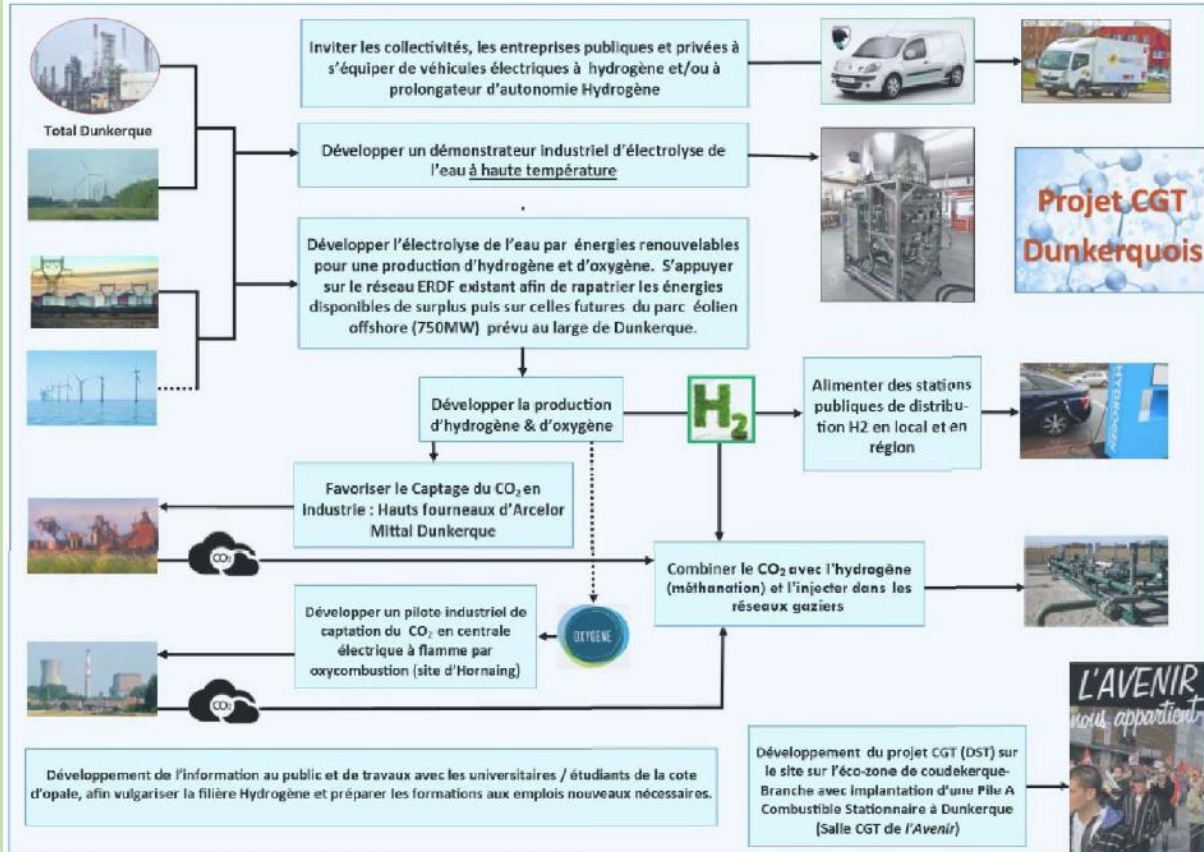 Inviter les collectivités, les entreprises publiques et privées à
s'équiper de véhicules électriques à hydrogène et/ou à
prolongateur d'autonomie Hydrogène
Total Dunkerque
Développer un démonstrateur industriel d'électrolyse de
l'eau à haute température
Projet CGT
Dunkerquois
Développer l'électrolyse de l'eau par énergies renouvelables
pour une production d'hydrogène et d'oxygène. S'appuyer
sur le réseau ERDF existant afin de rapatrier les énergies
disponibles de surplus puis sur celles futures du parc éolien
offshore (750MW) prévu au large de Dunkerque.
Développer la production
d'hydrogène & d'oxygène
H2
Alimenter des stations
publiques de distribu-
tion H2 en local et en
région
HYDROGEN
Favoriser le Captage du CO2 en
industrie : Hauts fourneaux d'Arcelor
Mittal Dunkerque
CO2
Combiner le CO2 avec l'hydrogène
(méthanation) et l'injecter dans les
réseaux gaziers
Développer un pilote industriel de
captation du CO2 en centrale
électrique à flamme par
oxycombustion (site d'Hornaing)
OXYGENE
CO2
L'AVENIR
nous appartient
Développement de l'information au public et de travaux avec les universitaires / étudiants de la cote
d'opale, afin vulgariser la filière Hydrogène et préparer les formations aux emplois nouveaux nécessaires.
Développement du projet CGT (DST) sur
le site sur l'éco-zone de coudekerque-
Branche avec implantation d'une Pile A
Combustible Stationnaire à Dunkerque
(Salle CGT de l'Avenir)